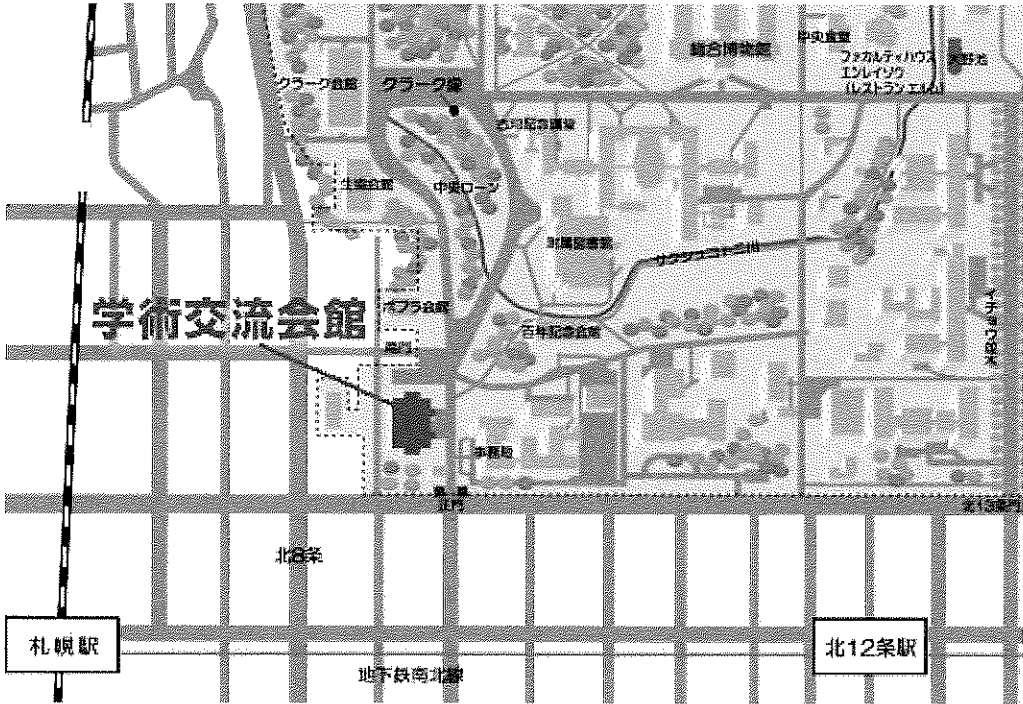 総合博物館
中央食堂
ファカルティハウス
エンレイソウ
(レストランエルム)
大野池
クラーク会館
クラーク像
古河記念講堂
生協会館
中央ローン
附属図書館
サクシュコトニ川
学術交流会館
ポプラ会館
南門
百年記念会館
イチョウ並木
事務局
正門
北13条門
北8条
札幌駅
北12条駅
地下鉄南北線